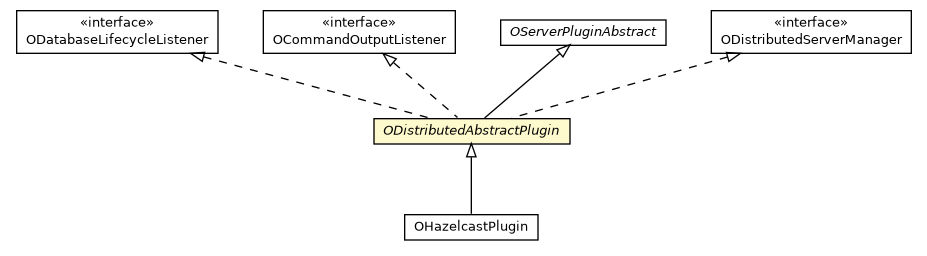 «interface»
ODatabaseLifecycleListener
«interface»
OCommandOutputListener
OServerPluginAbstract
«interface»
ODistributedServerManager
ODistributedAbstractPlugin
OHazelcastPlugin